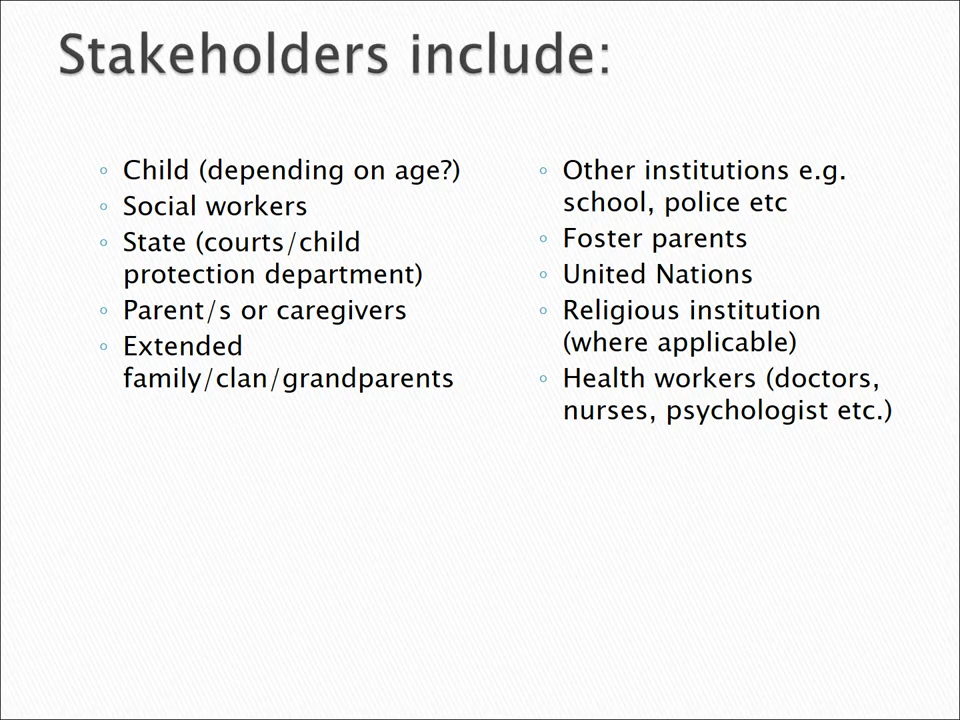 Stakeholders include:
◦ Child (depending on age?)
◦ Social workers
◦ State (courts/child
protection department)
◦ Parent/s or caregivers
◦ Extended
family/clan/grandparents
◦ Other institutions e.g.
school, police etc
◦ Foster parents
◦ United Nations
◦ Religious institution
(where applicable)
◦ Health workers (doctors,
nurses, psychologist etc.)